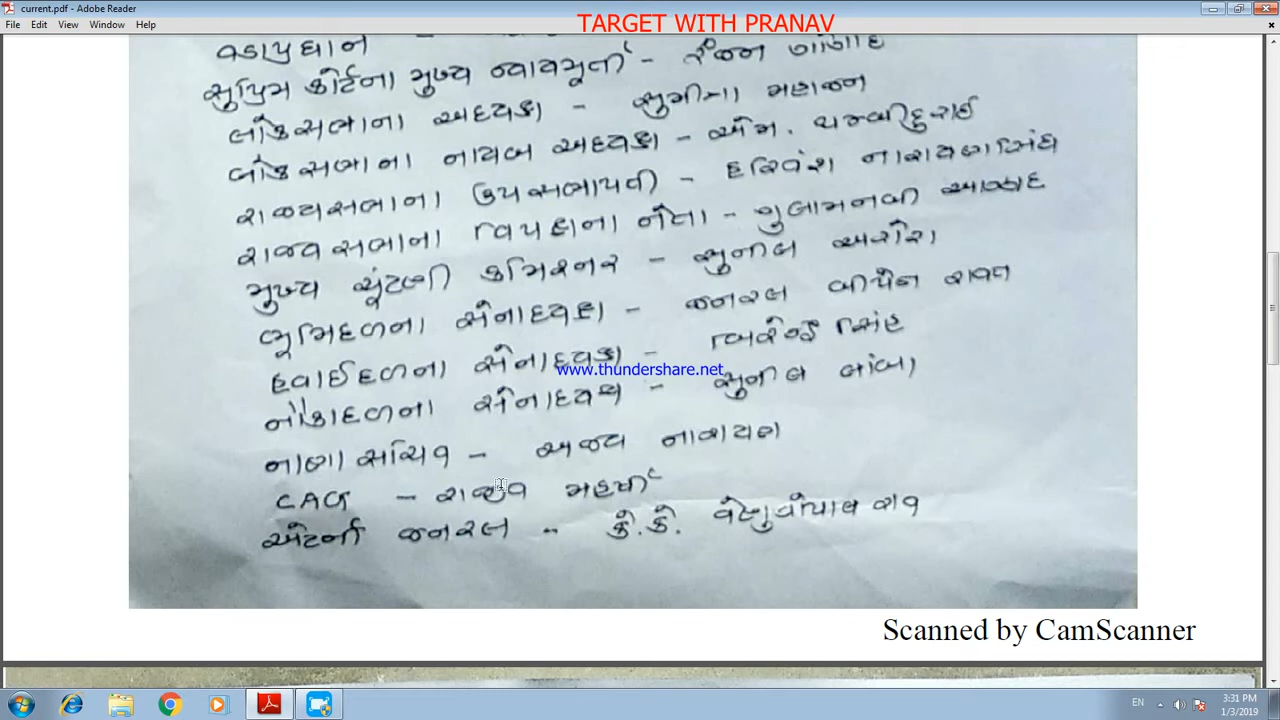 current.pdf - Adobe Reader
TARGET WITH PRANAV
File Edit View Window Help
વડાપ્રધાન -
સુપ્રિમ કોર્ટના મુખ્ય ન્યાયમૂર્તી - રંજન ગોગોઇ
લોકસભાના અધ્યક્ષ - સુમીત્રા મહાજન
લોકસભાના નાયબ અધ્યક્ષ - એમ. થમ્બીદુરાઈ
રાજ્યસભાના ઉપસભાપતી - હરિવંશ નારાયણસિંઘ
રાજ્યસભાના વિપક્ષના નેતા - ગુલામનબી આઝાદ
મુખ્ય ચૂંટણી કમિશનર - સુનીલ અરોરા
ભૂમિદળના સેનાધ્યક્ષ - જનરલ બીપીન રાવત
હવાઈદળના સેનાધ્યક્ષ - બિરેન્દ્ર સિંહ
www.thundershare.net
નૌકાદળના સેનાધ્યક્ષ - સુનીલ લાંબા
નાણા સચિવ - અજય નારાયણ
CAG - રાજીવ મહર્ષી
એટર્ની જનરલ - કે.કે. વેણુગોપાલ રાવ
Scanned by CamScanner
EN 3:31 PM
1/3/2019